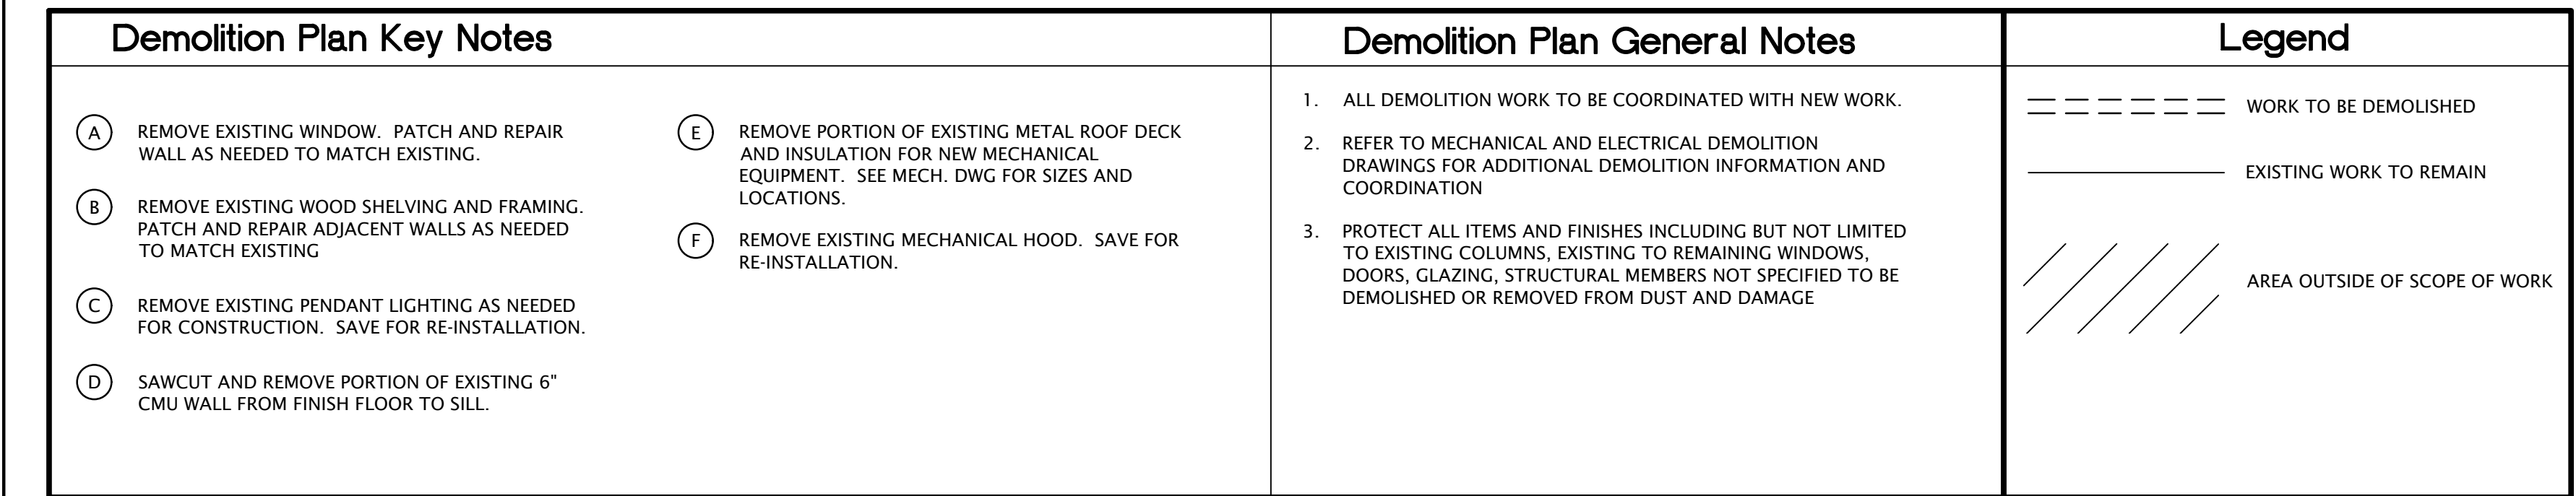 Demolition Plan Key Notes
A
REMOVE EXISTING WINDOW.  PATCH AND REPAIR
WALL AS NEEDED TO MATCH EXISTING.
B
REMOVE EXISTING WOOD SHELVING AND FRAMING.
PATCH AND REPAIR ADJACENT WALLS AS NEEDED
TO MATCH EXISTING
C
REMOVE EXISTING PENDANT LIGHTING AS NEEDED
FOR CONSTRUCTION.  SAVE FOR RE-INSTALLATION.
D
SAWCUT AND REMOVE PORTION OF EXISTING 6"
CMU WALL FROM FINISH FLOOR TO SILL.
E
REMOVE PORTION OF EXISTING METAL ROOF DECK
AND INSULATION FOR NEW MECHANICAL
EQUIPMENT.  SEE MECH. DWG FOR SIZES AND
LOCATIONS.
F
REMOVE EXISTING MECHANICAL HOOD.  SAVE FOR
RE-INSTALLATION.
Demolition Plan General Notes
1. ALL DEMOLITION WORK TO BE COORDINATED WITH NEW WORK.
2. REFER TO MECHANICAL AND ELECTRICAL DEMOLITION
DRAWINGS FOR ADDITIONAL DEMOLITION INFORMATION AND
COORDINATION
3. PROTECT ALL ITEMS AND FINISHES INCLUDING BUT NOT LIMITED
TO EXISTING COLUMNS, EXISTING TO REMAINING WINDOWS,
DOORS, GLAZING, STRUCTURAL MEMBERS NOT SPECIFIED TO BE
DEMOLISHED OR REMOVED FROM DUST AND DAMAGE
Legend
WORK TO BE DEMOLISHED
EXISTING WORK TO REMAIN
AREA OUTSIDE OF SCOPE OF WORK